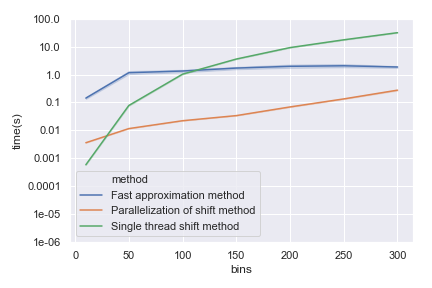 100.0
10.0
1.0
0.1
0.01
0.001
0.0001
1e-05
1e-06
time(s)
method
Fast approximation method
Parallelization of shift method
Single thread shift method
0 50 100 150 200 250 300
bins